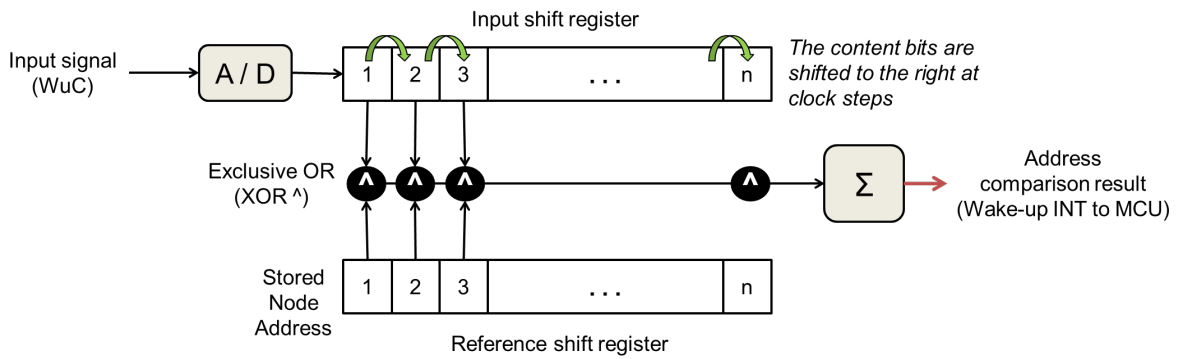 Input shift register
Input signal
(WuC)
A / D
1 2 3 ... n
The content bits are
shifted to the right at
clock steps
Exclusive OR
(XOR ^)
^ ^ ^ ^
Σ
Address
comparison result
(Wake-up INT to MCU)
Stored
Node
Address
1 2 3 ... n
Reference shift register